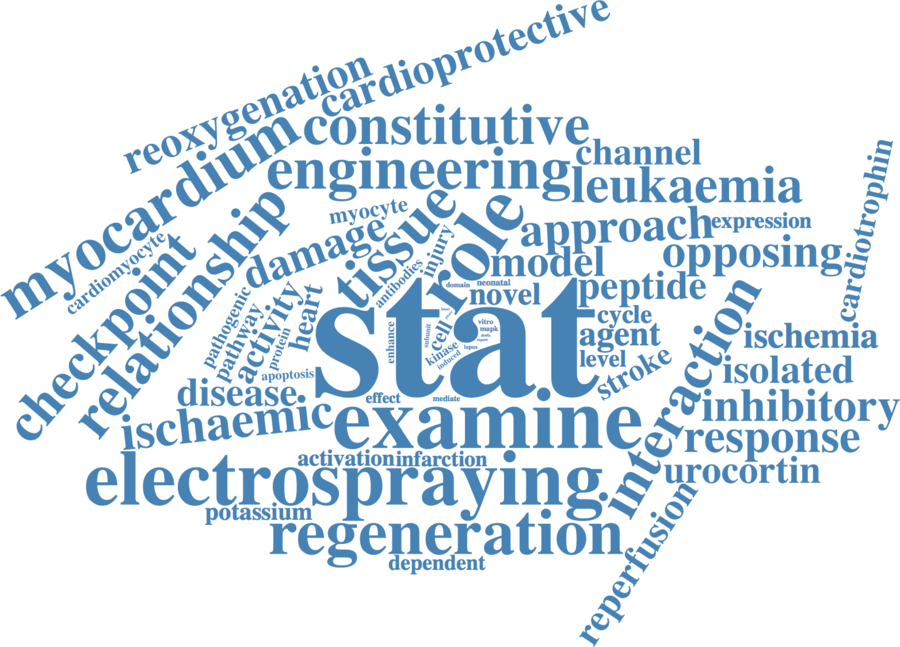 cardioprotective
reoxygenation
constitutive
myocardium
engineering
channel
leukaemia
cardiotrophin
myocyte
tissue
role
approach
expression
relationship
damage
cardiomyocyte
checkpoint
injury
antibodies
model
opposing
domain
neonatal
novel
peptide
pathogenic
pathway
activity
heart
protein
stat
cell
vitro
mapk
cycle
agent
level
interaction
ischemia
enhance
subunit
kinase
induced
lupus
apoptosis
stroke
isolated
disease
effect
mediate
ischaemic
examine
inhibitory
response
activation
infarction
electrospraying
urocortin
potassium
regeneration
reperfusion
dependent